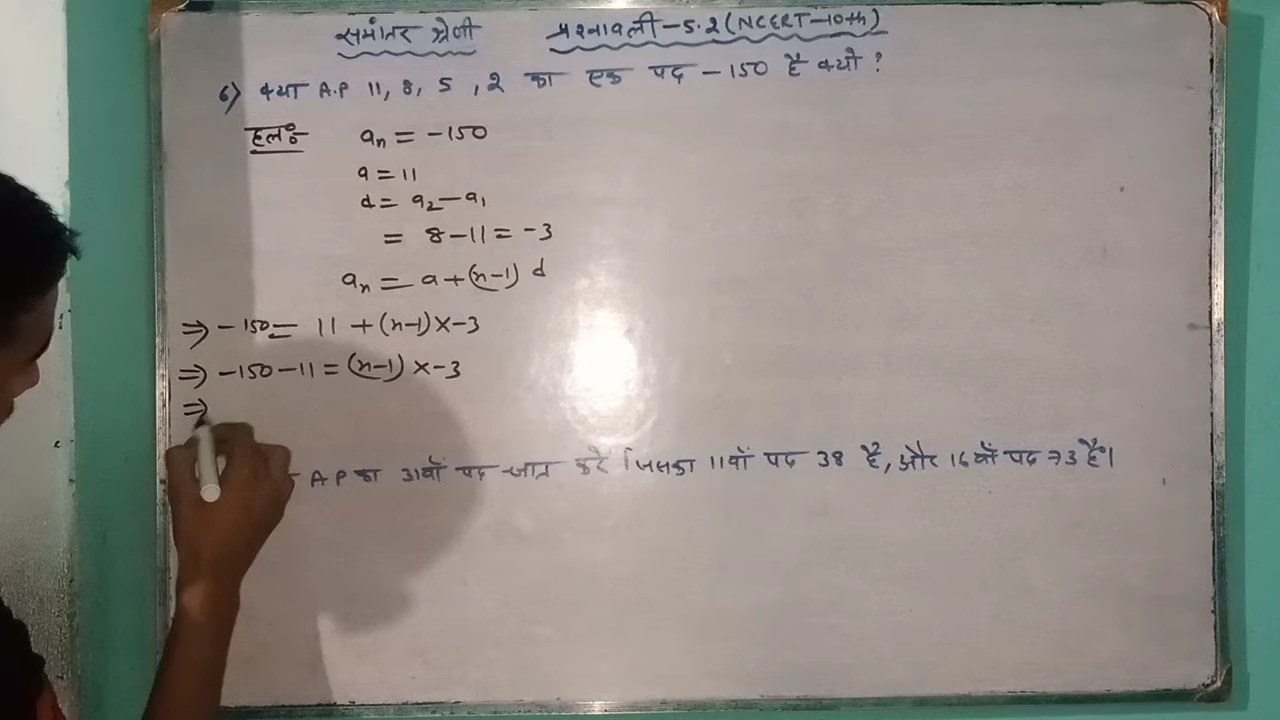 समांतर श्रेणी प्रश्नावली-5.2 (NCERT-10th)
6) क्या A.P 11, 8, 5, 2 का एक पद -150 है क्यों ?
हलः aₙ = -150
a = 11
d = a₂-a₁
= 8-11 = -3
aₙ = a+(n-1) d
⇒ -150 = 11 +(n-1)×-3
⇒ -150-11 = (n-1) ×-3
⇒
A P का 31वाँ पद ज्ञात करें जिसका 11वाँ पद 38 है, और 16वाँ पद 73 है।